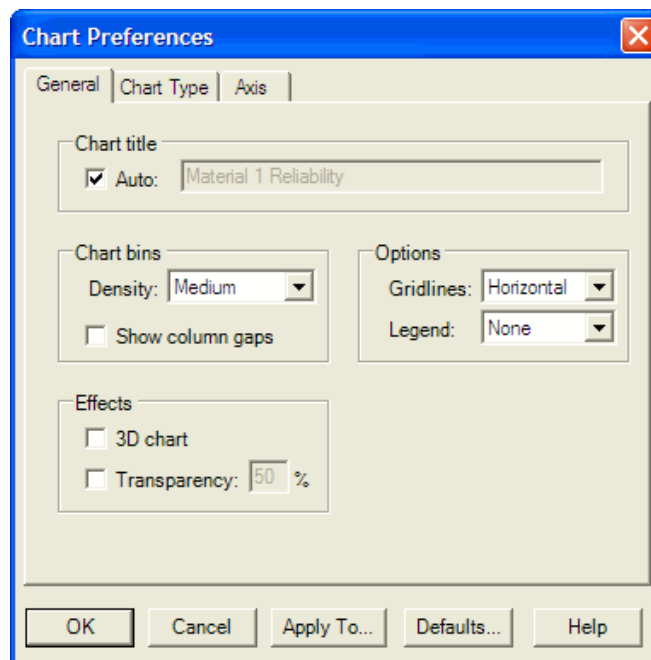 Chart Preferences
General Chart Type Axis
Chart title
Auto: Material 1 Reliability
Chart bins
Density: Medium
Show column gaps
Options
Gridlines: Horizontal
Legend: None
Effects
3D chart
Transparency: 50 %
OK Cancel Apply To... Defaults... Help